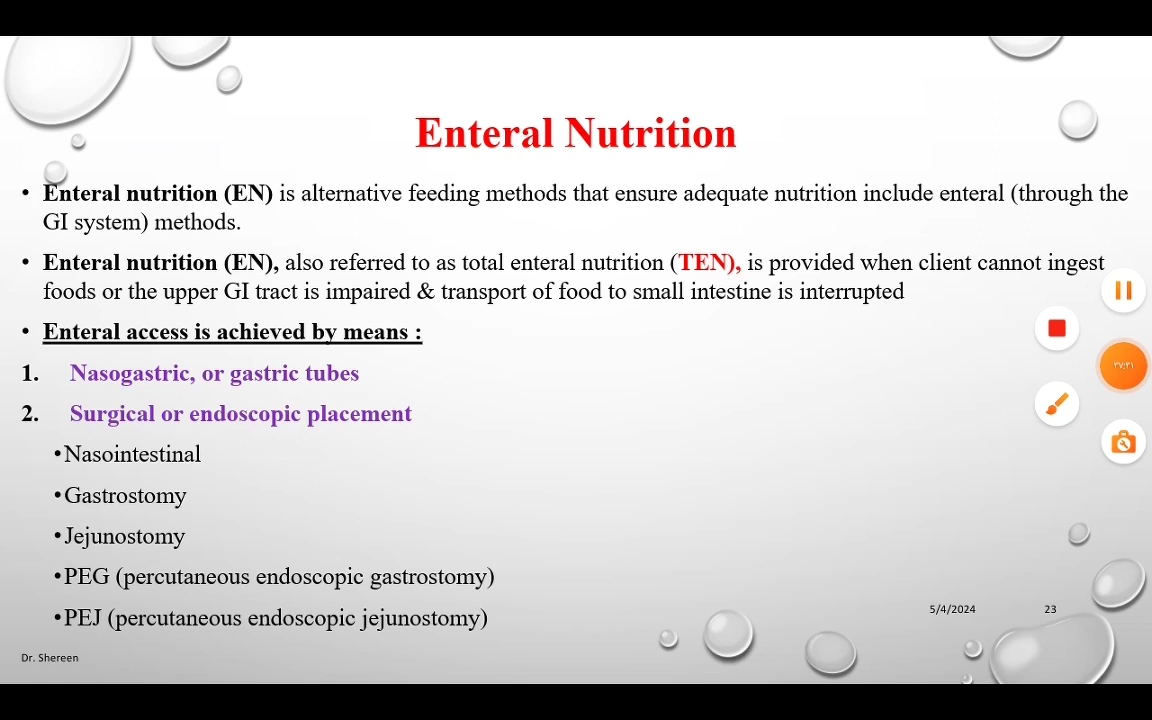 Enteral Nutrition
• Enteral nutrition (EN) is alternative feeding methods that ensure adequate nutrition include enteral (through the
GI system) methods.
• Enteral nutrition (EN), also referred to as total enteral nutrition (TEN), is provided when client cannot ingest
foods or the upper GI tract is impaired & transport of food to small intestine is interrupted
• Enteral access is achieved by means :
1. Nasogastric, or gastric tubes
2. Surgical or endoscopic placement
•Nasointestinal
•Gastrostomy
•Jejunostomy
•PEG (percutaneous endoscopic gastrostomy)
•PEJ (percutaneous endoscopic jejunostomy)
5/4/2024 23
Dr. Shereen